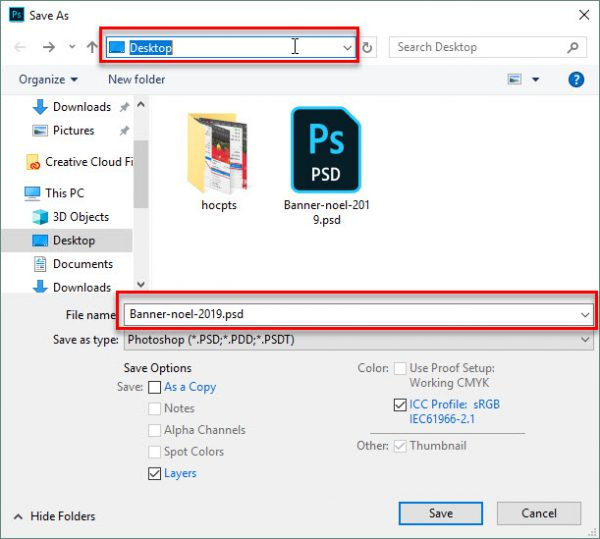 Ps Save As
Desktop
Search Desktop
Organize
New folder
?
Downloads
Pictures
Creative Cloud Fi
This PC
3D Objects
Desktop
Documents
Downloads
hocpts
Ps
PSD
Banner-noel-201
9.psd
File name:
Banner-noel-2019.psd
Save as type:
Photoshop (*.PSD;*.PDD;*.PSDT)
Save Options
Save:
As a Copy
Notes
Alpha Channels
Spot Colors
Layers
Color:
Use Proof Setup:
Working CMYK
ICC Profile: sRGB
IEC61966-2.1
Other:
Thumbnail
Hide Folders
Save
Cancel